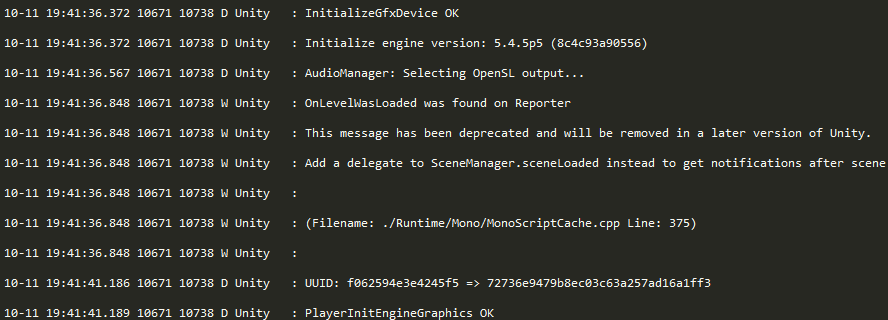 10-11 19:41:36.372 10671 10738 D Unity   : InitializeGfxDevice OK
10-11 19:41:36.372 10671 10738 D Unity   : Initialize engine version: 5.4.5p5 (8c4c93a90556)
10-11 19:41:36.567 10671 10738 D Unity   : AudioManager: Selecting OpenSL output...
10-11 19:41:36.848 10671 10738 W Unity   : OnLevelWasLoaded was found on Reporter
10-11 19:41:36.848 10671 10738 W Unity   : This message has been deprecated and will be removed in a later version of Unity.
10-11 19:41:36.848 10671 10738 W Unity   : Add a delegate to SceneManager.sceneLoaded instead to get notifications after scene
10-11 19:41:36.848 10671 10738 W Unity   :
10-11 19:41:36.848 10671 10738 W Unity   : (Filename: ./Runtime/Mono/MonoScriptCache.cpp Line: 375)
10-11 19:41:36.848 10671 10738 W Unity   :
10-11 19:41:41.186 10671 10738 D Unity   : UUID: f062594e3e4245f5 => 72736e9479b8ec03c63a257ad16a1ff3
10-11 19:41:41.189 10671 10738 D Unity   : PlayerInitEngineGraphics OK